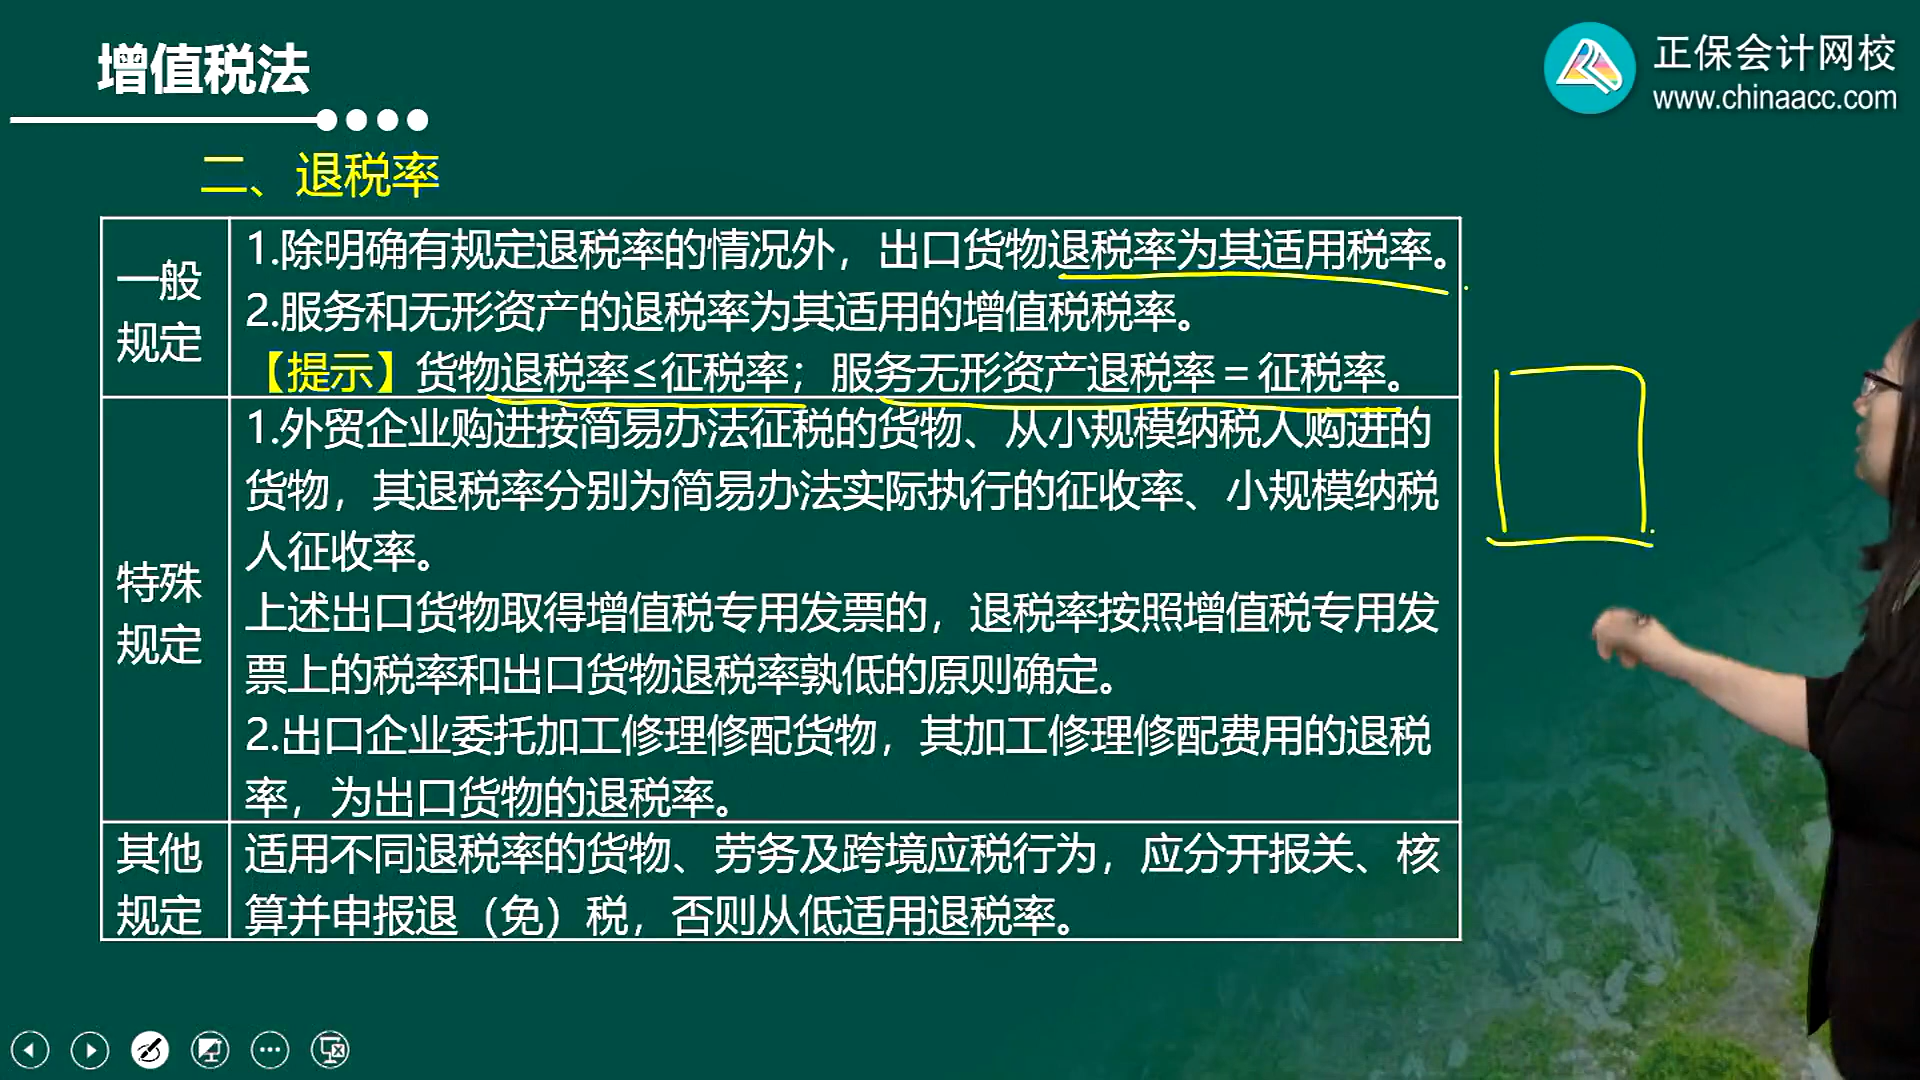 增值税法
正保会计网校
www.chinaacc.com
二、退税率
一般
规定
1.除明确有规定退税率的情况外，出口货物退税率为其适用税率。
2.服务和无形资产的退税率为其适用的增值税税率。
【提示】货物退税率≤征税率；服务无形资产退税率＝征税率。
特殊
规定
1.外贸企业购进按简易办法征税的货物、从小规模纳税人购进的
货物，其退税率分别为简易办法实际执行的征收率、小规模纳税
人征收率。
上述出口货物取得增值税专用发票的，退税率按照增值税专用发
票上的税率和出口货物退税率孰低的原则确定。
2.出口企业委托加工修理修配货物，其加工修理修配费用的退税
率，为出口货物的退税率。
其他
规定
适用不同退税率的货物、劳务及跨境应税行为，应分开报关、核
算并申报退（免）税，否则从低适用退税率。